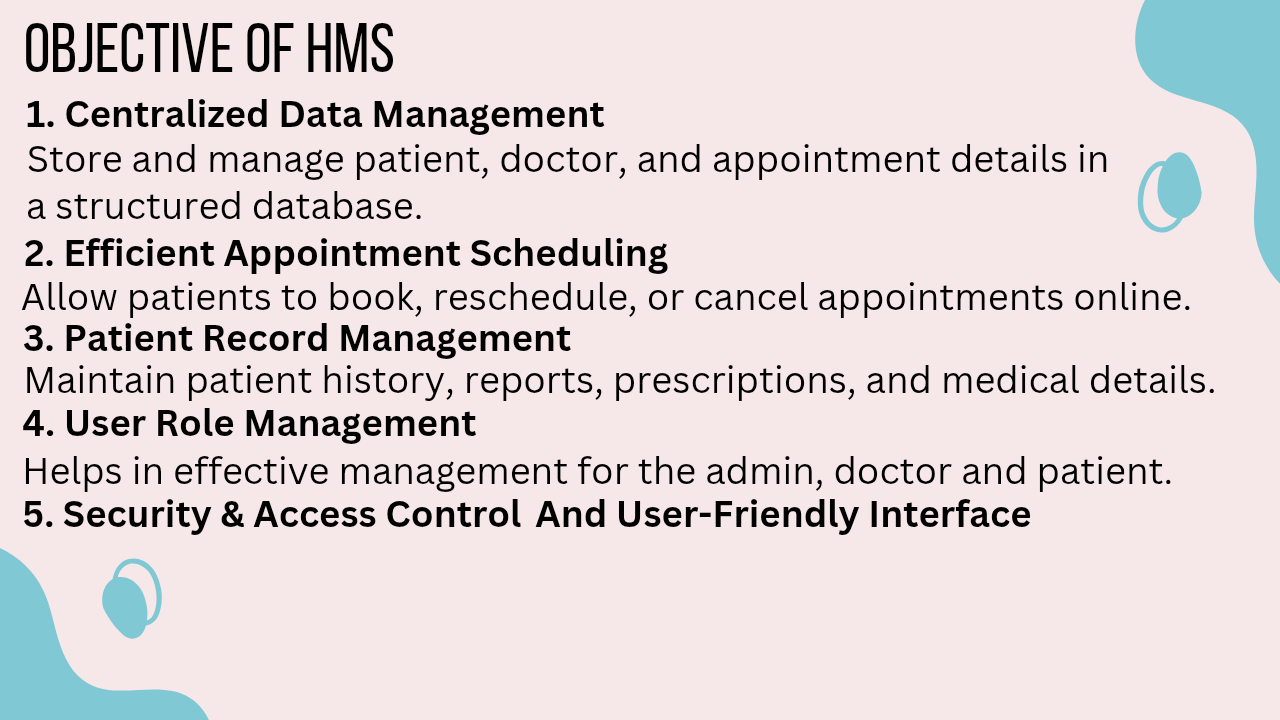 OBJECTIVE OF HMS
1. Centralized Data Management
Store and manage patient, doctor, and appointment details in
a structured database.
2. Efficient Appointment Scheduling
Allow patients to book, reschedule, or cancel appointments online.
3. Patient Record Management
Maintain patient history, reports, prescriptions, and medical details.
4. User Role Management
Helps in effective management for the admin, doctor and patient.
5. Security & Access Control And User-Friendly Interface